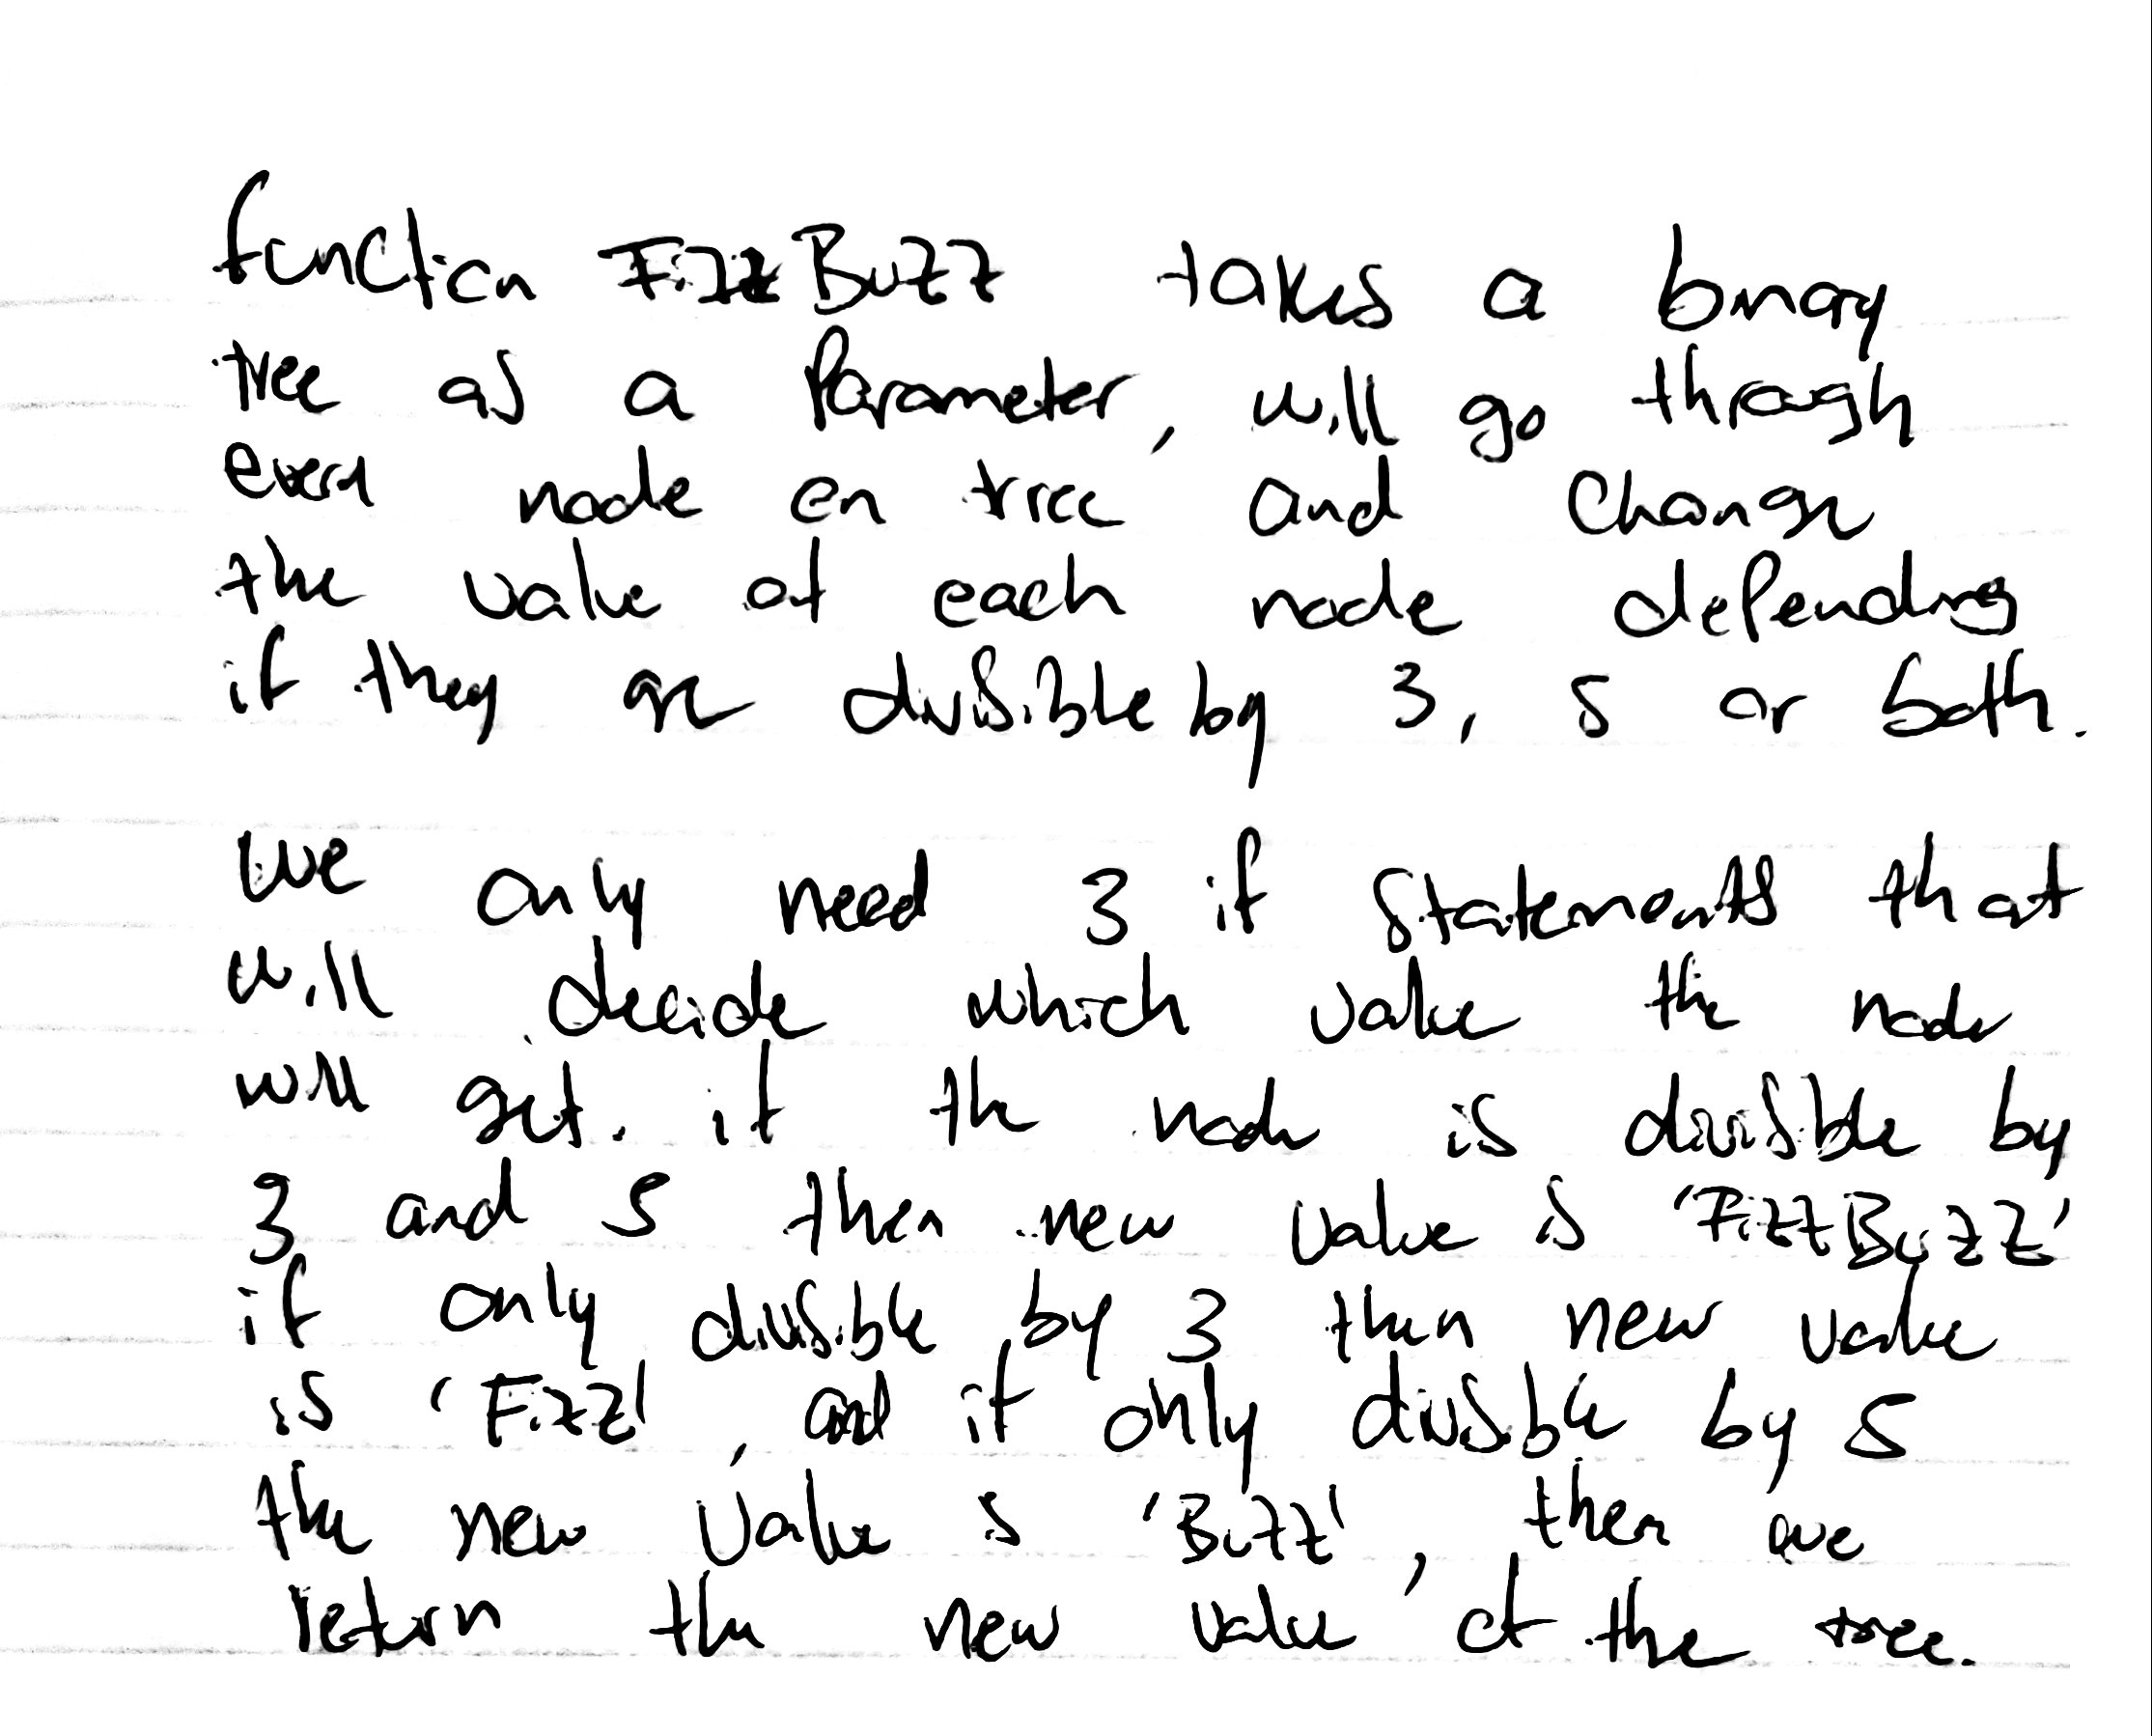 function FizzBuzz takes a binary
tree as a Parameter, will go through
every node on tree and change
the value of each node depending
if they are divisible by 3, 5 or both.
We only need 3 if statements that
will decide which value the node
will get. if the node is divisible by
3 and 5 then new value is 'FizzBuzz'
if only divisible by 3 then new value
is 'Fizz', and if only divisible by 5
the new value is 'Buzz', then we
return the new value of the tree.